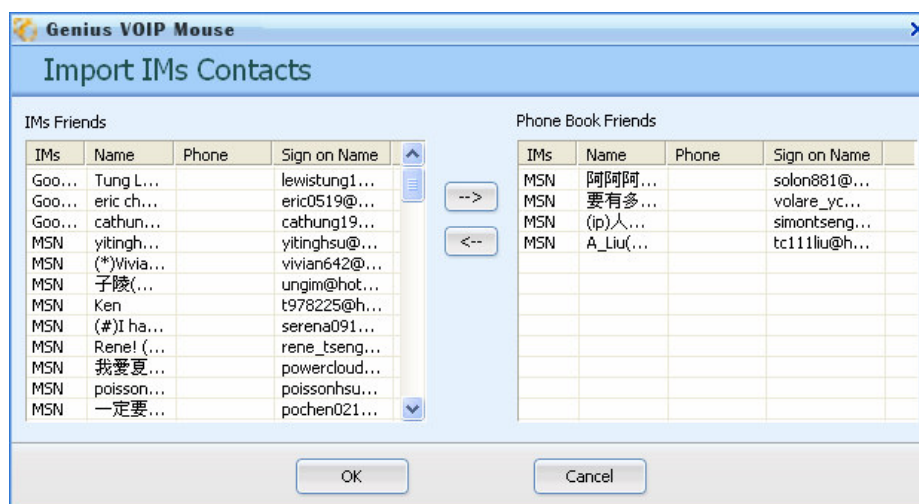 Genius VOIP Mouse
Import IMs Contacts
IMs Friends
IMs Name Phone Sign on Name
Goo... Tung L... lewistung1...
Goo... eric ch... eric0519@...
Goo... cathun... cathung19...
MSN yitingh... yitinghsu@...
MSN (*)Vivia... vivian642@...
MSN 子陵(... ungim@hot...
MSN Ken t978225@h...
MSN (#)I ha... serena091...
MSN Rene! (... rene_tseng...
MSN 我愛夏... powercloud...
MSN poisson... poissonhsu...
MSN 一定要... pochen021...
-->
<--
Phone Book Friends
IMs Name Phone Sign on Name
MSN 阿阿阿... solon881@...
MSN 要有多... volare_yc...
MSN (ip)人... simontseng...
MSN A_Liu(... tc111liu@h...
OK Cancel